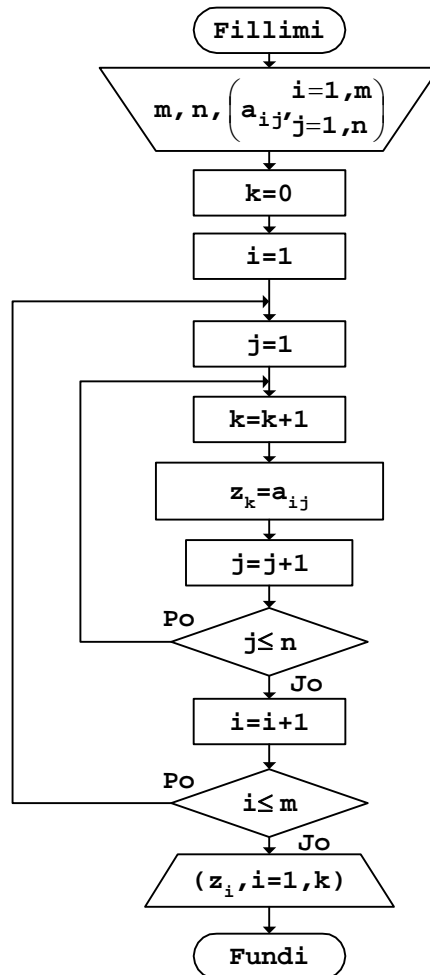 Fillimi
m,n,(aij, i=1,m
j=1,n)
k=0
i=1
j=1
k=k+1
zk=aij
j=j+1
Po
j≤n
Jo
i=i+1
Po
i≤m
Jo
(zi,i=1,k)
Fundi